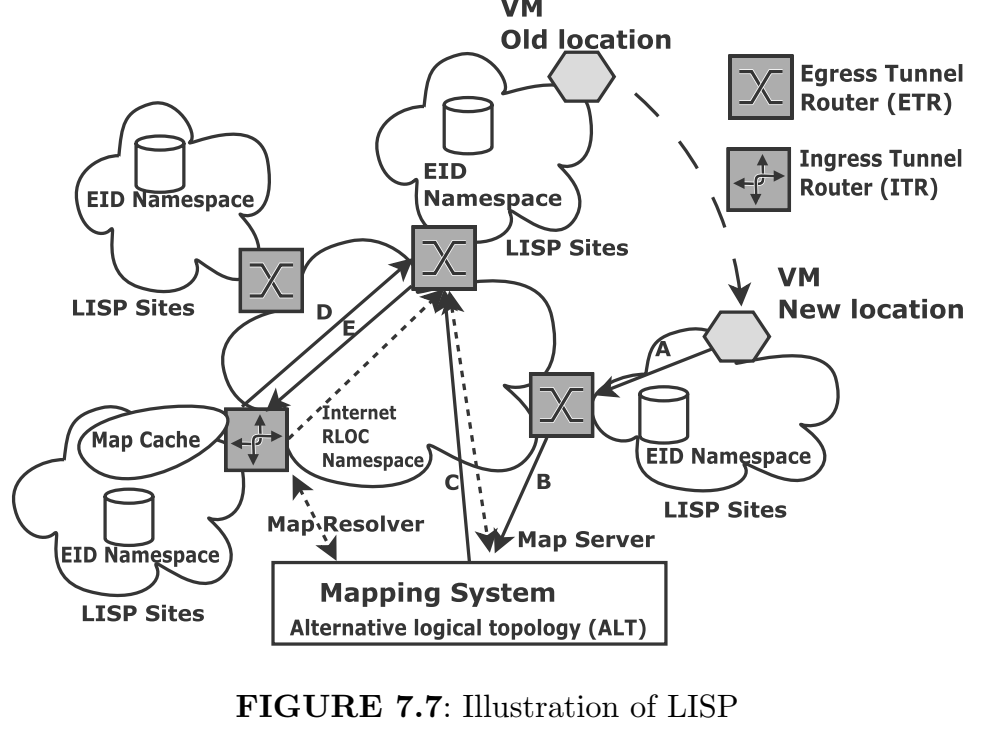 VM
Old location
Egress Tunnel
Router (ETR)
Ingress Tunnel
Router (ITR)
EID
Namespace
LISP Sites
EID Namespace
LISP Sites
VM
New location
D
E
A
Internet
RLOC
Namespace
Map Cache
EID Namespace
LISP Sites
EID Namespace
LISP Sites
C
B
Map Resolver
Map Server
Mapping System
Alternative logical topology (ALT)
FIGURE 7.7: Illustration of LISP